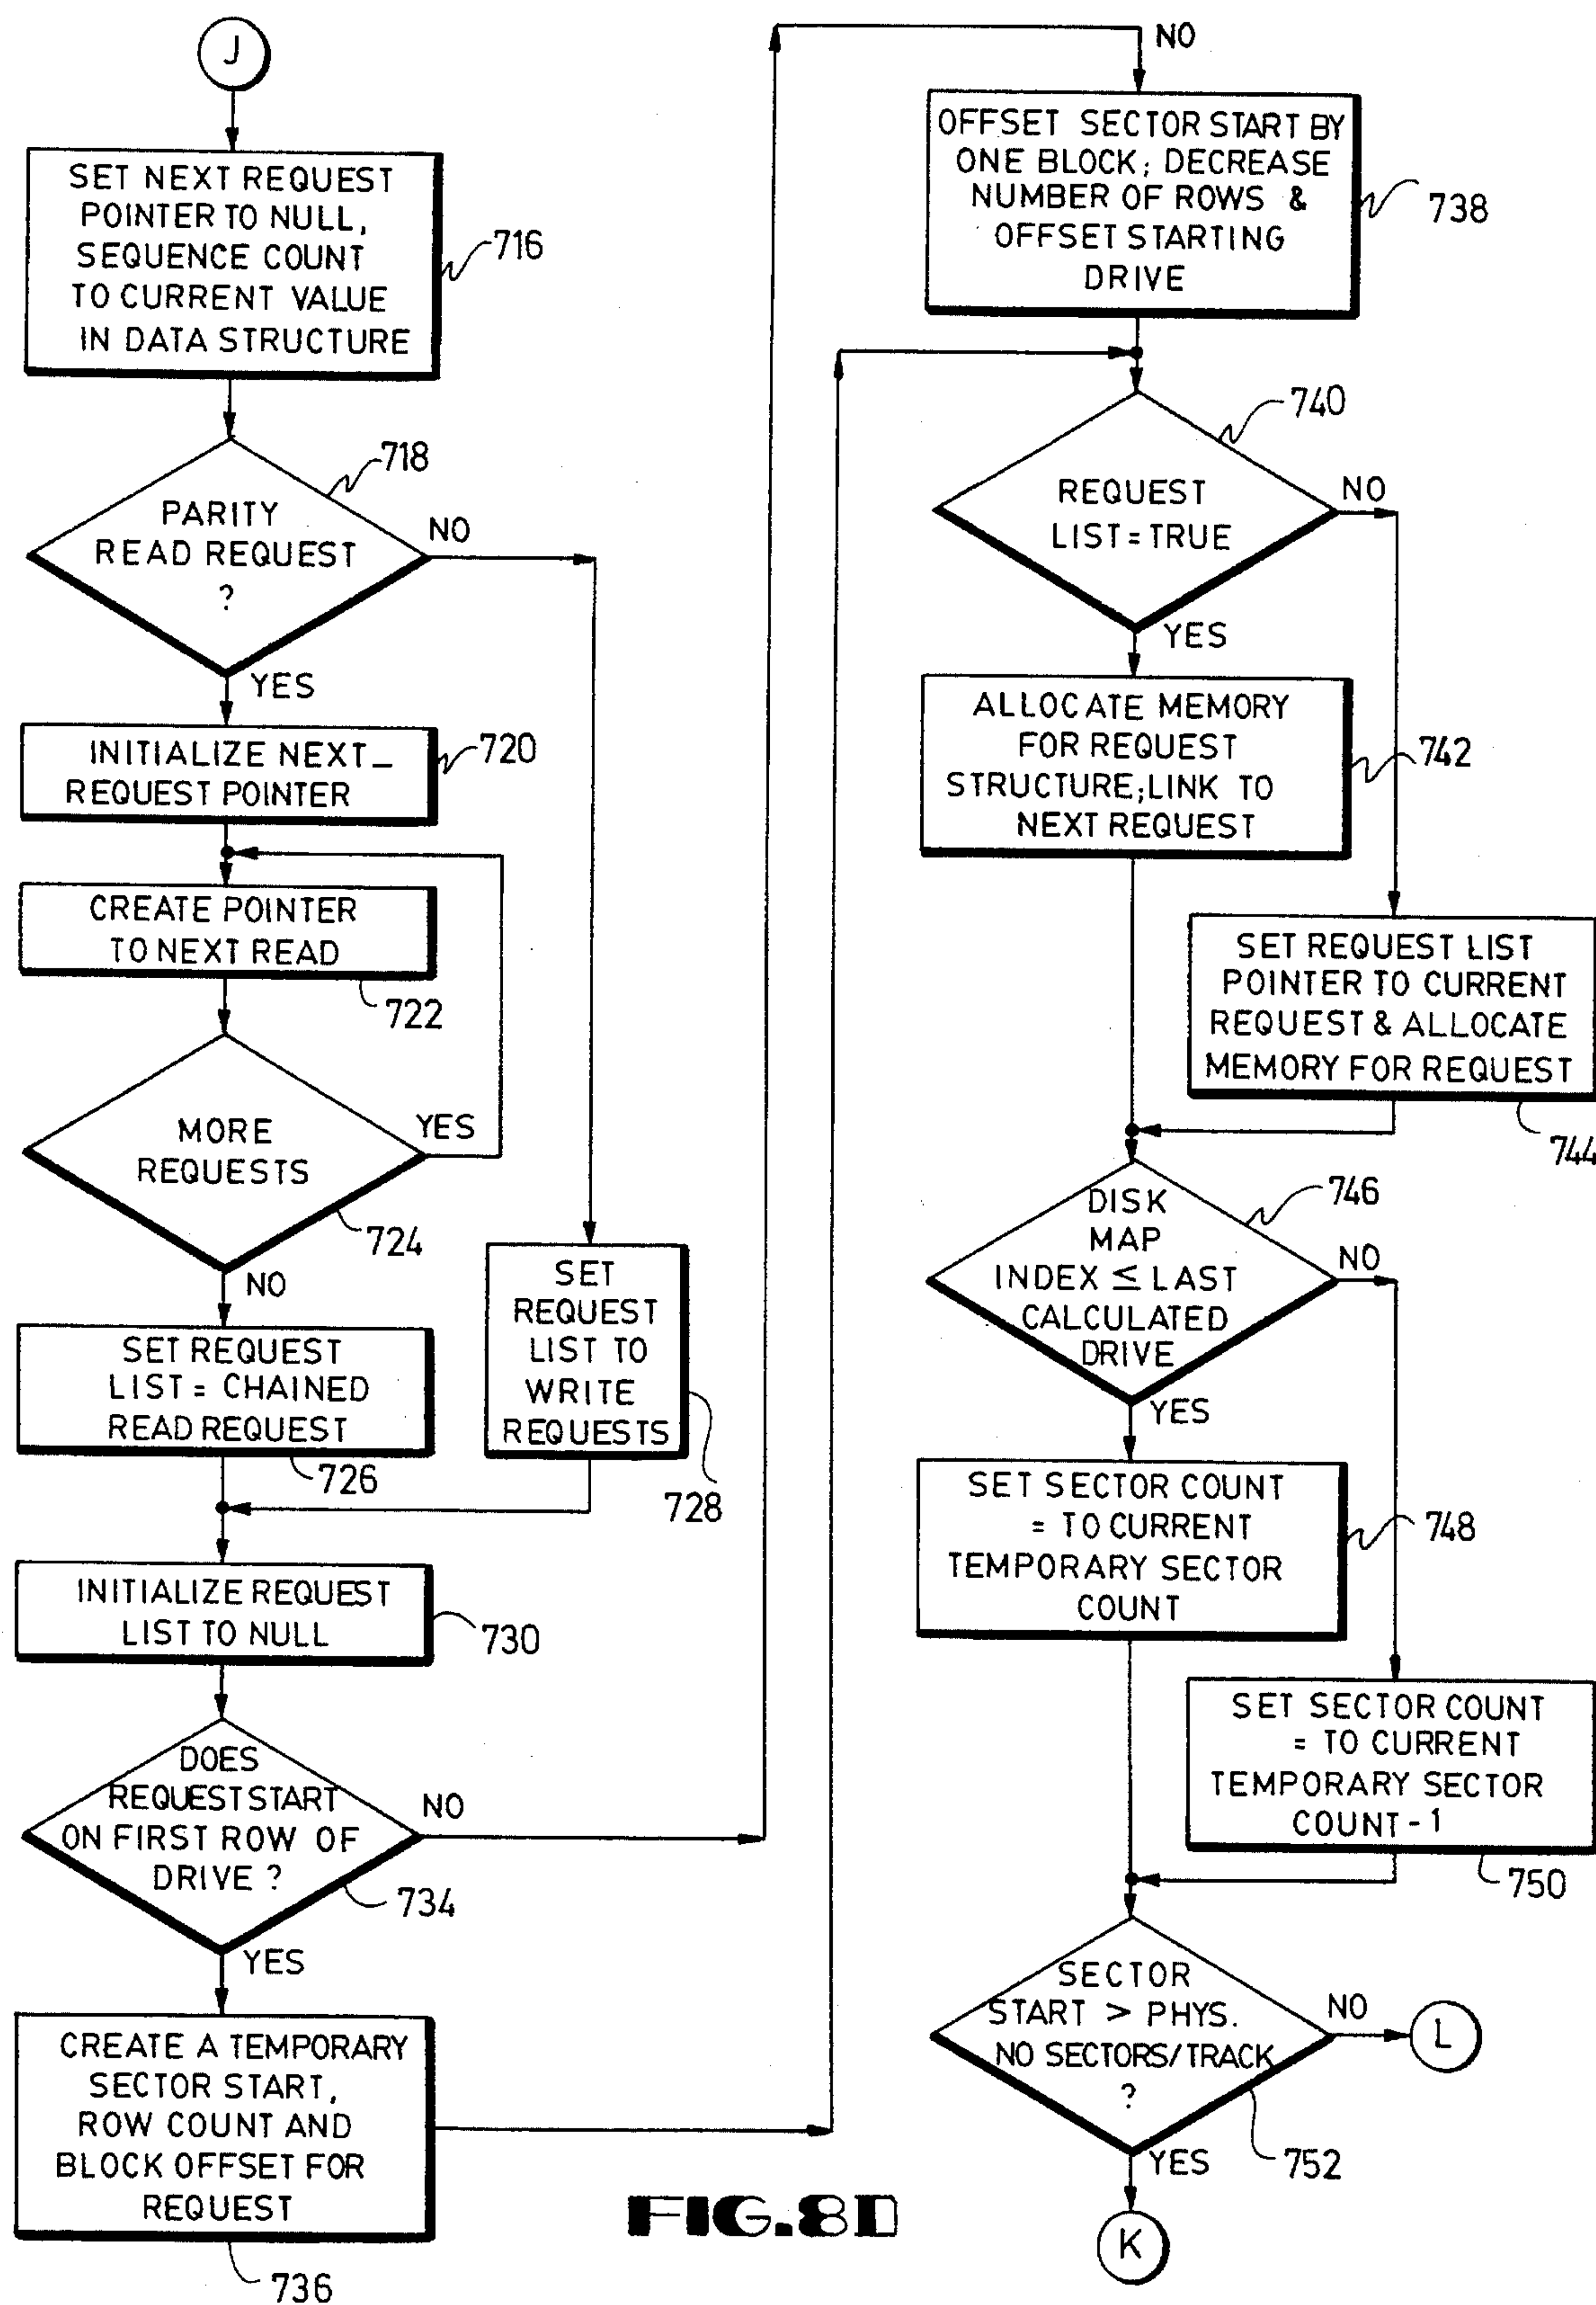 J
SET NEXT REQUEST
POINTER TO NULL,
SEQUENCE COUNT
TO CURRENT VALUE
IN DATA STRUCTURE
716
718
PARITY
READ REQUEST
?
NO
YES
INITIALIZE NEXT_
REQUEST POINTER
720
CREATE POINTER
TO NEXT READ
722
MORE
REQUESTS
YES
724
NO
SET REQUEST
LIST = CHAINED
READ REQUEST
726
SET
REQUEST
LIST TO
WRITE
REQUESTS
728
INITIALIZE REQUEST
LIST TO NULL
730
DOES
REQUEST START
ON FIRST ROW OF
DRIVE ?
NO
734
YES
CREATE A TEMPORARY
SECTOR START,
ROW COUNT AND
BLOCK OFFSET FOR
REQUEST
736
NO
OFFSET SECTOR START BY
ONE BLOCK; DECREASE
NUMBER OF ROWS &
OFFSET STARTING
DRIVE
738
740
REQUEST
LIST = TRUE
NO
YES
ALLOCATE MEMORY
FOR REQUEST
STRUCTURE; LINK TO
NEXT REQUEST
742
SET REQUEST LIST
POINTER TO CURRENT
REQUEST & ALLOCATE
MEMORY FOR REQUEST
744
746
DISK
MAP
INDEX ≤ LAST
CALCULATED
DRIVE
NO
YES
SET SECTOR COUNT
= TO CURRENT
TEMPORARY SECTOR
COUNT
748
SET SECTOR COUNT
= TO CURRENT
TEMPORARY SECTOR
COUNT - 1
750
SECTOR
START > PHYS.
NO SECTORS/TRACK
?
NO
L
752
YES
K
FIG. 8D